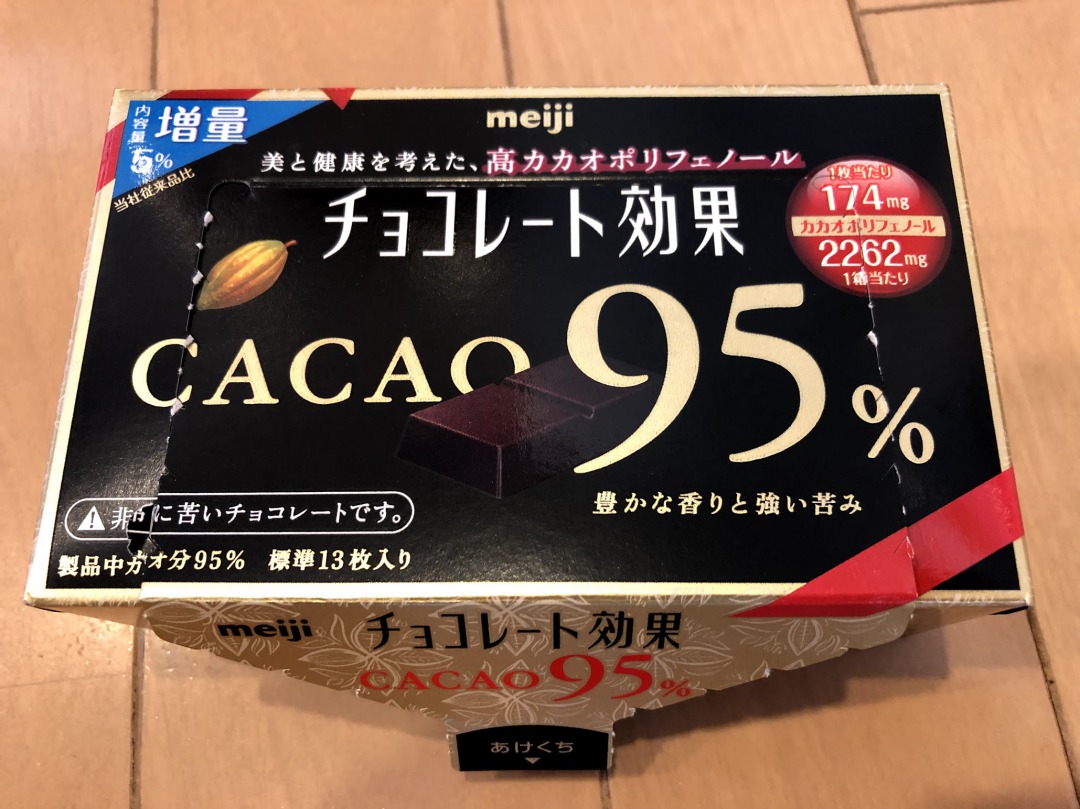 内容量
増量
5%
当社従来品比
meiji
美と健康を考えた、高カカオポリフェノール
チョコレート効果
1枚当たり
174mg
カカオポリフェノール
2262mg
1箱当たり
CACAO 95%
豊かな香りと強い苦み
非常に苦いチョコレートです。
製品中カカオ分95% 標準13枚入り
meiji チョコレート効果
CACAO 95%
あけくち